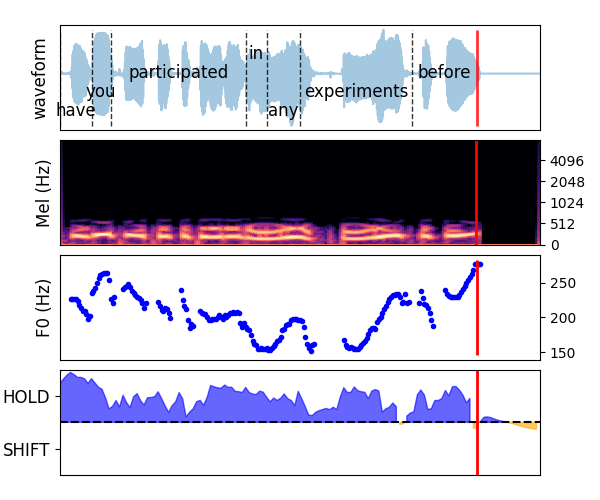 waveform
have you participated in any experiments before
Mel (Hz)
4096
2048
1024
512
0
F0 (Hz)
250
200
150
HOLD
SHIFT